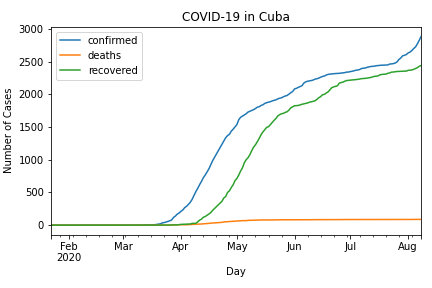 COVID-19 in Cuba
confirmed
deaths
recovered
Number of Cases
3000
2500
2000
1500
1000
500
0
Feb Mar Apr May Jun Jul Aug
2020
Day